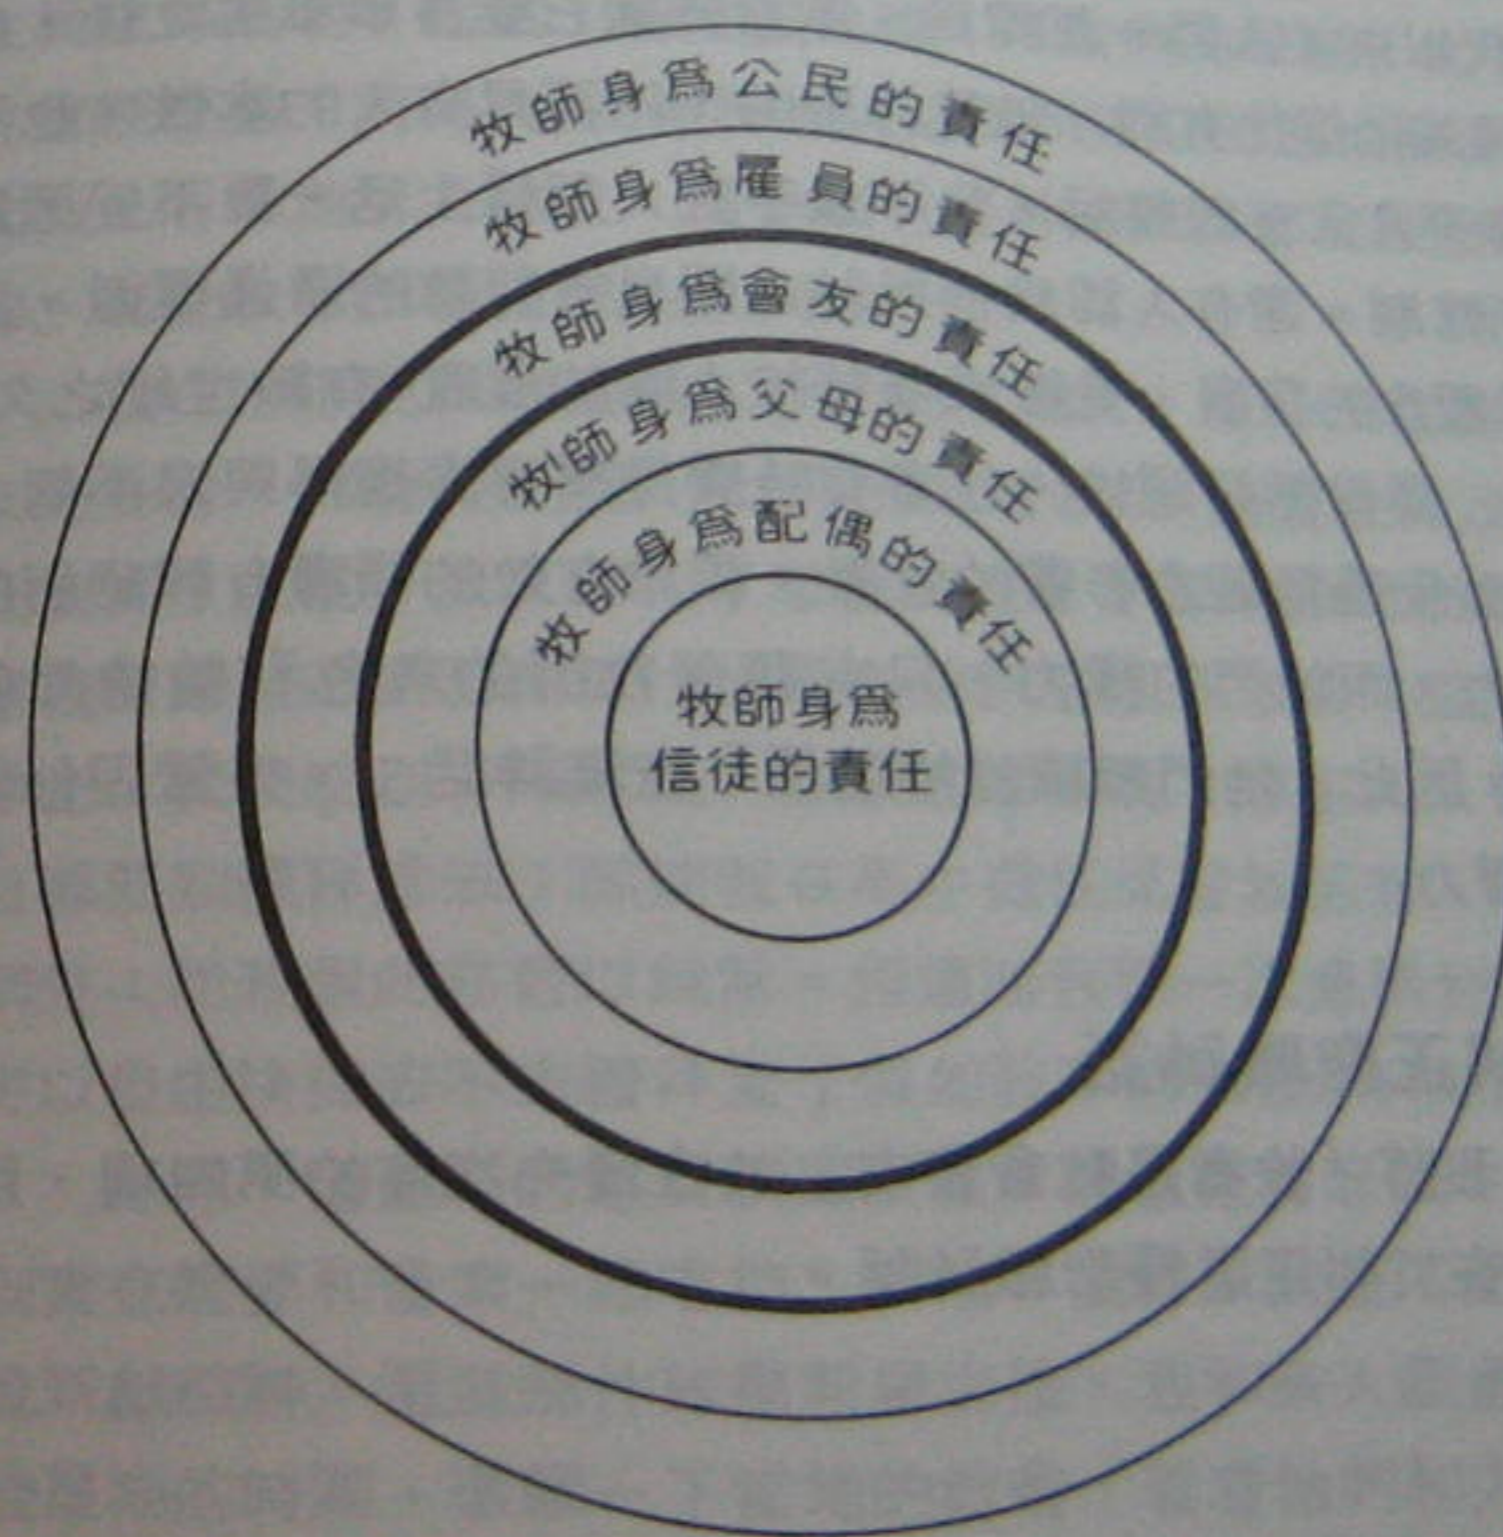 牧師身爲公民的責任
牧師身爲雇員的責任
牧師身爲會友的責任
牧師身爲父母的責任
牧師身爲配偶的責任
牧師身爲
信徒的責任